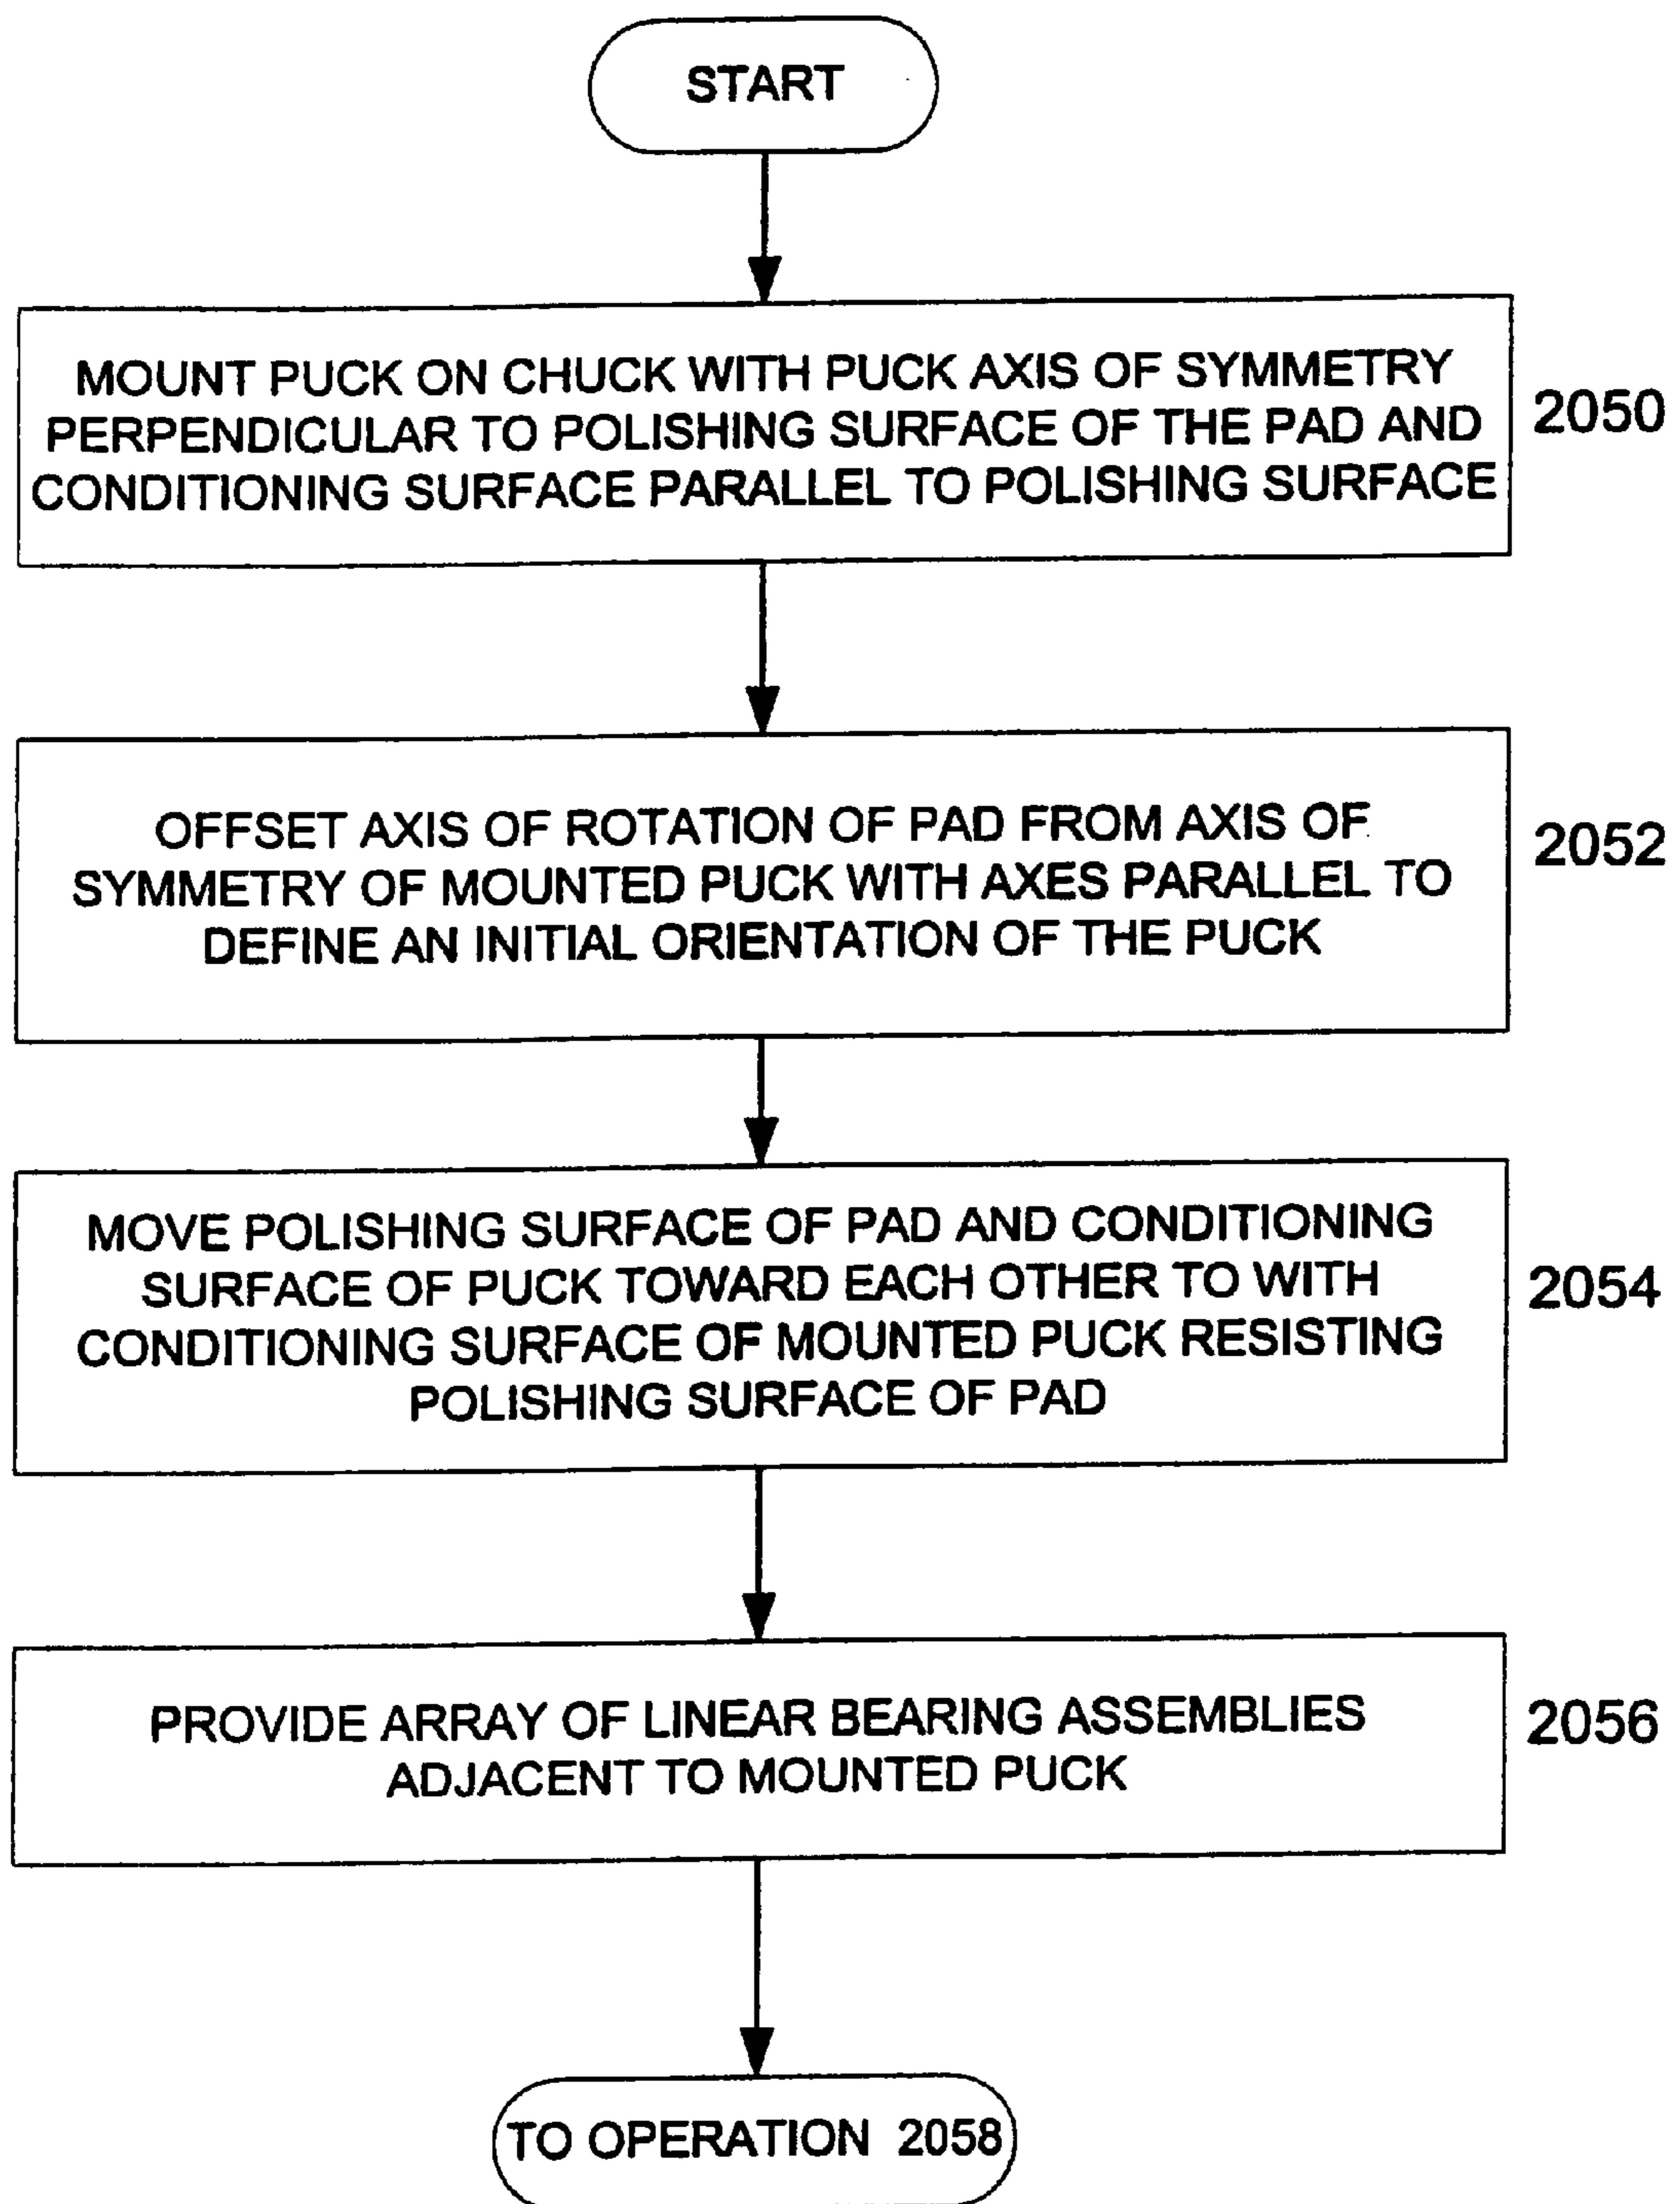 START
MOUNT PUCK ON CHUCK WITH PUCK AXIS OF SYMMETRY
PERPENDICULAR TO POLISHING SURFACE OF THE PAD AND
CONDITIONING SURFACE PARALLEL TO POLISHING SURFACE
2050
OFFSET AXIS OF ROTATION OF PAD FROM AXIS OF
SYMMETRY OF MOUNTED PUCK WITH AXES PARALLEL TO
DEFINE AN INITIAL ORIENTATION OF THE PUCK
2052
MOVE POLISHING SURFACE OF PAD AND CONDITIONING
SURFACE OF PUCK TOWARD EACH OTHER TO WITH
CONDITIONING SURFACE OF MOUNTED PUCK RESISTING
POLISHING SURFACE OF PAD
2054
PROVIDE ARRAY OF LINEAR BEARING ASSEMBLIES
ADJACENT TO MOUNTED PUCK
2056
TO OPERATION 2058